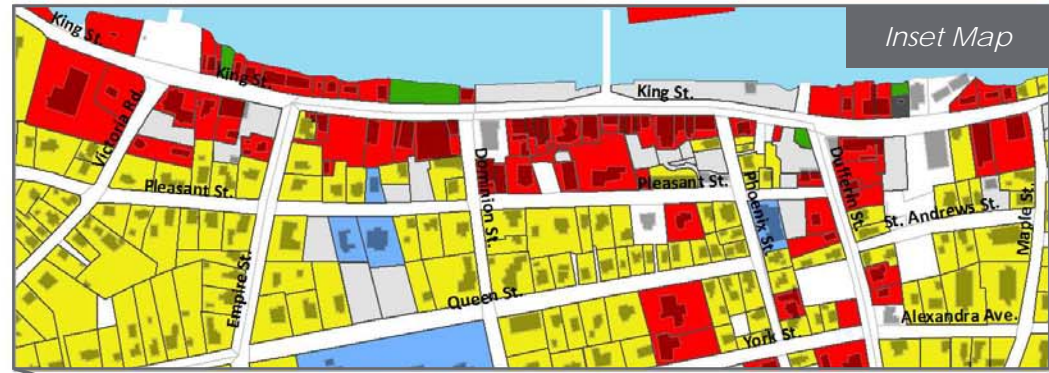 Inset Map
King St.
King St.
King St.
Victoria Rd.
Pleasant St.
Pleasant St.
Dominion St.
Phoenix St.
Dufferin St.
St. Andrews St.
Maple St.
Empire St.
Queen St.
York St.
Alexandra Ave.